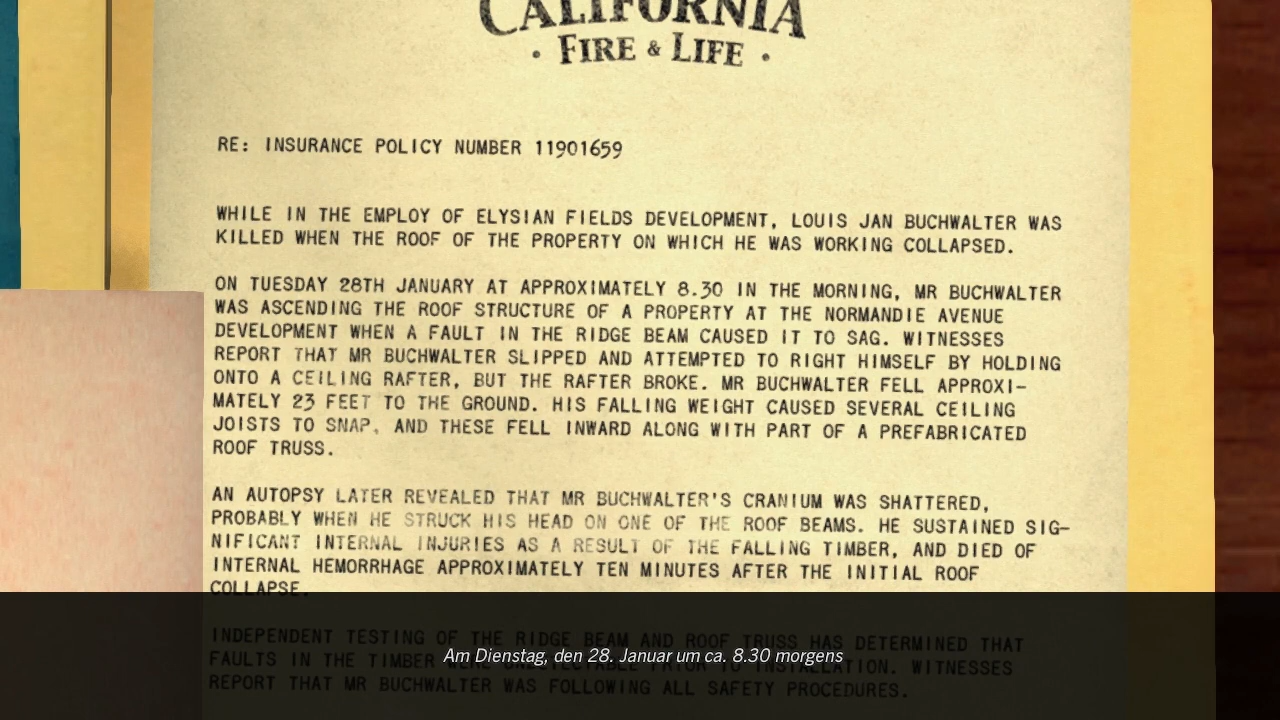 CALIFORNIA
· FIRE & LIFE ·
RE: INSURANCE POLICY NUMBER 11901659
WHILE IN THE EMPLOY OF ELYSIAN FIELDS DEVELOPMENT, LOUIS JAN BUCHWALTER WAS
KILLED WHEN THE ROOF OF THE PROPERTY ON WHICH HE WAS WORKING COLLAPSED.
ON TUESDAY 28TH JANUARY AT APPROXIMATELY 8.30 IN THE MORNING, MR BUCHWALTER
WAS ASCENDING THE ROOF STRUCTURE OF A PROPERTY AT THE NORMANDIE AVENUE
DEVELOPMENT WHEN A FAULT IN THE RIDGE BEAM CAUSED IT TO SAG. WITNESSES
REPORT THAT MR BUCHWALTER SLIPPED AND ATTEMPTED TO RIGHT HIMSELF BY HOLDING
ONTO A CEILING RAFTER, BUT THE RAFTER BROKE. MR BUCHWALTER FELL APPROXI-
MATELY 23 FEET TO THE GROUND. HIS FALLING WEIGHT CAUSED SEVERAL CEILING
JOISTS TO SNAP, AND THESE FELL INWARD ALONG WITH PART OF A PREFABRICATED
ROOF TRUSS.
AN AUTOPSY LATER REVEALED THAT MR BUCHWALTER'S CRANIUM WAS SHATTERED,
PROBABLY WHEN HE STRUCK HIS HEAD ON ONE OF THE ROOF BEAMS. HE SUSTAINED SIG-
NIFICANT INTERNAL INJURIES AS A RESULT OF THE FALLING TIMBER, AND DIED OF
INTERNAL HEMORRHAGE APPROXIMATELY TEN MINUTES AFTER THE INITIAL ROOF
COLLAPSE.
INDEPENDENT TESTING OF THE RIDGE BEAM AND ROOF TRUSS HAS DETERMINED THAT
FAULTS IN THE TIMBER WERE UNDETECTABLE PRIOR TO INSTALLATION. WITNESSES
Am Dienstag, den 28. Januar um ca. 8.30 morgens
REPORT THAT MR BUCHWALTER WAS FOLLOWING ALL SAFETY PROCEDURES.